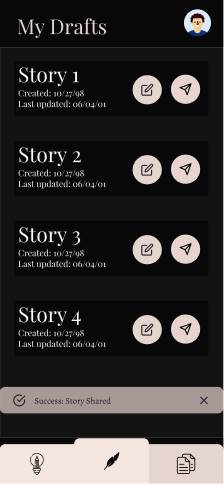 My Drafts
Story 1
Created: 10/27/98
Last updated: 06/04/01
Story 2
Created: 10/27/98
Last updated: 06/04/01
Story 3
Created: 10/27/98
Last updated: 06/04/01
Story 4
Created: 10/27/98
Last updated: 06/04/01
Success: Story Shared